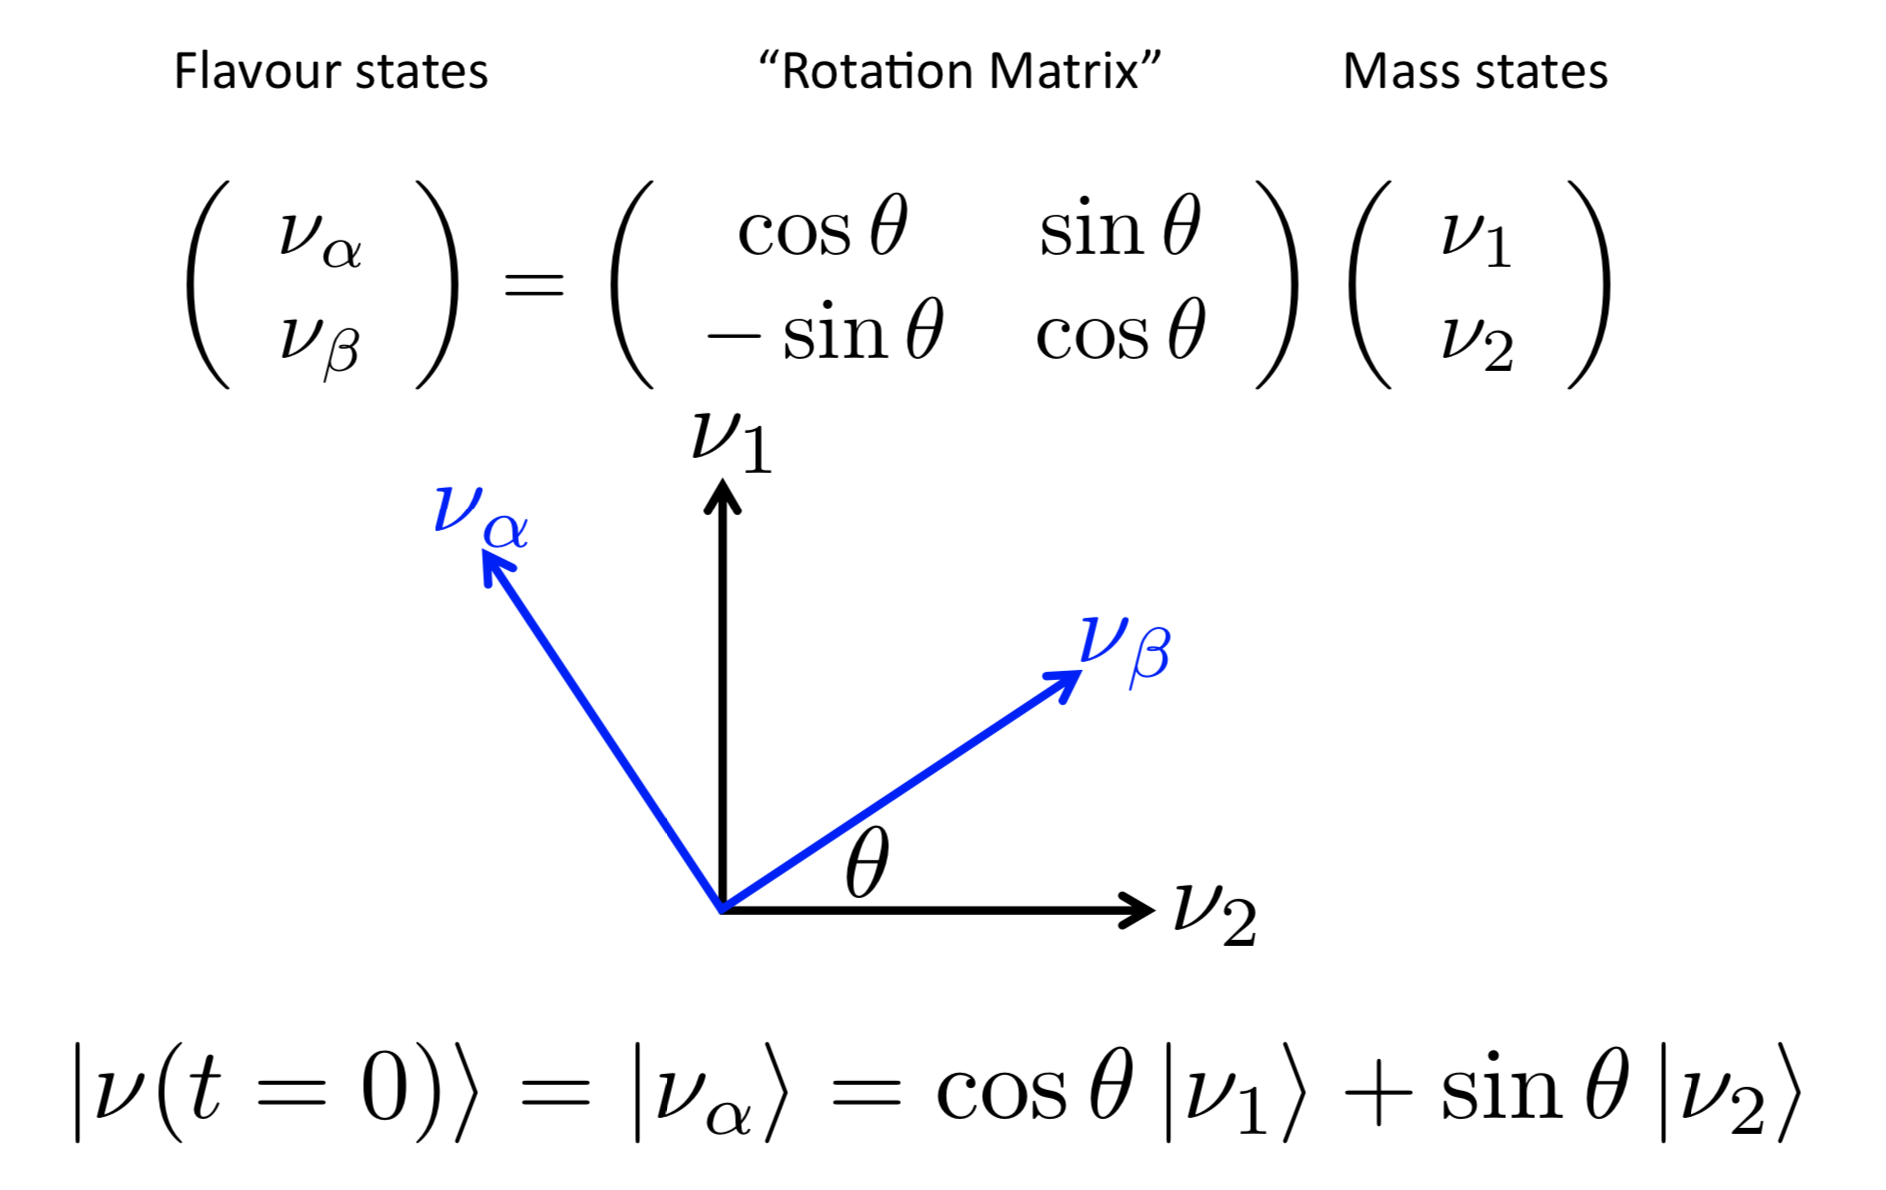 Flavour states “Rotation Matrix” Mass states
( ν_α ) = ( cos θ sin θ ) ( ν_1 )
( ν_β ) ( − sin θ cos θ ) ( ν_2 )
ν_1
ν_α
ν_β
θ
ν_2
|ν(t = 0)⟩ = |ν_α⟩ = cos θ |ν_1⟩ + sin θ |ν_2⟩